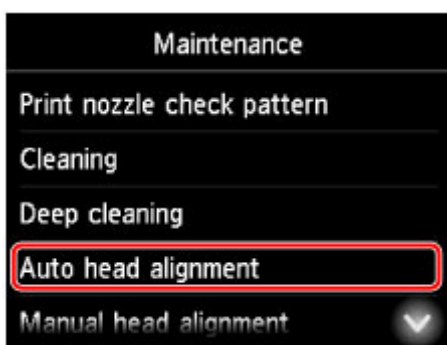 Maintenance
Print nozzle check pattern
Cleaning
Deep cleaning
Auto head alignment
Manual head alignment